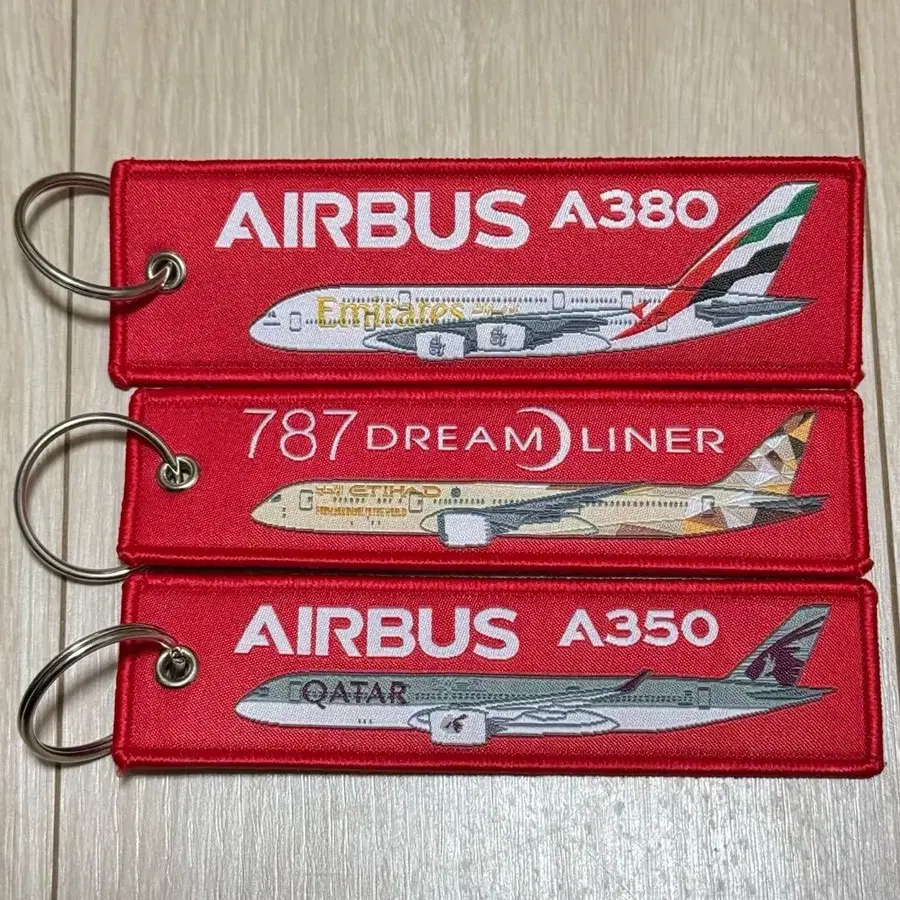 AIRBUS A380
Emirates
787 DREAMLINER
ETIHAD
AIRBUS A350
QATAR